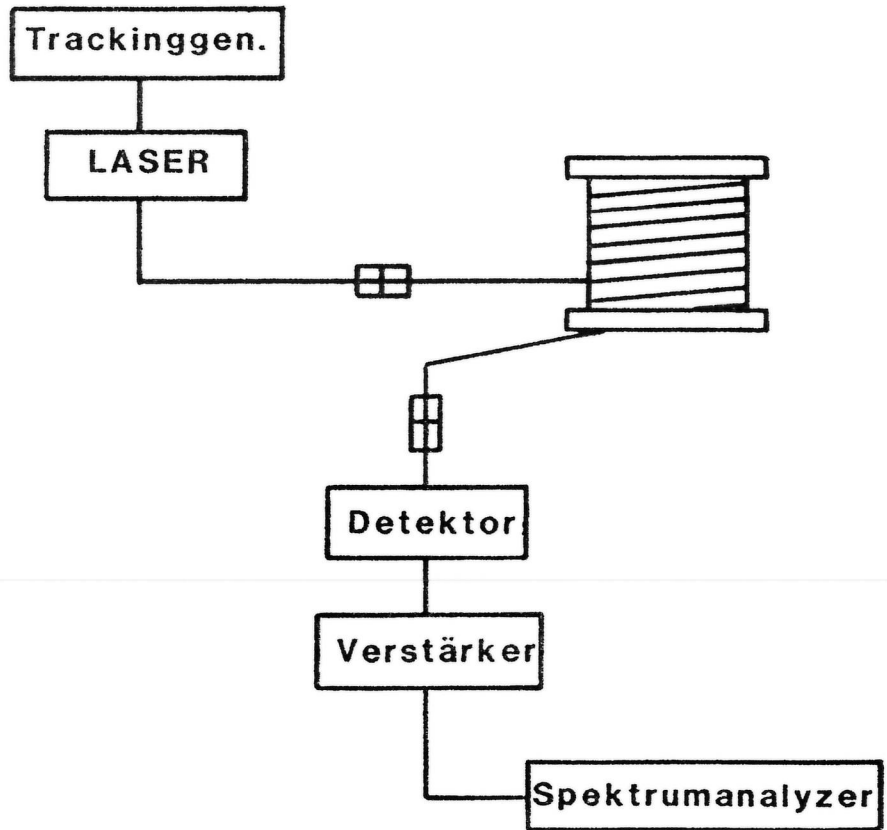 Trackinggen.
LASER
Detektor
Verstärker
Spektrumanalyzer